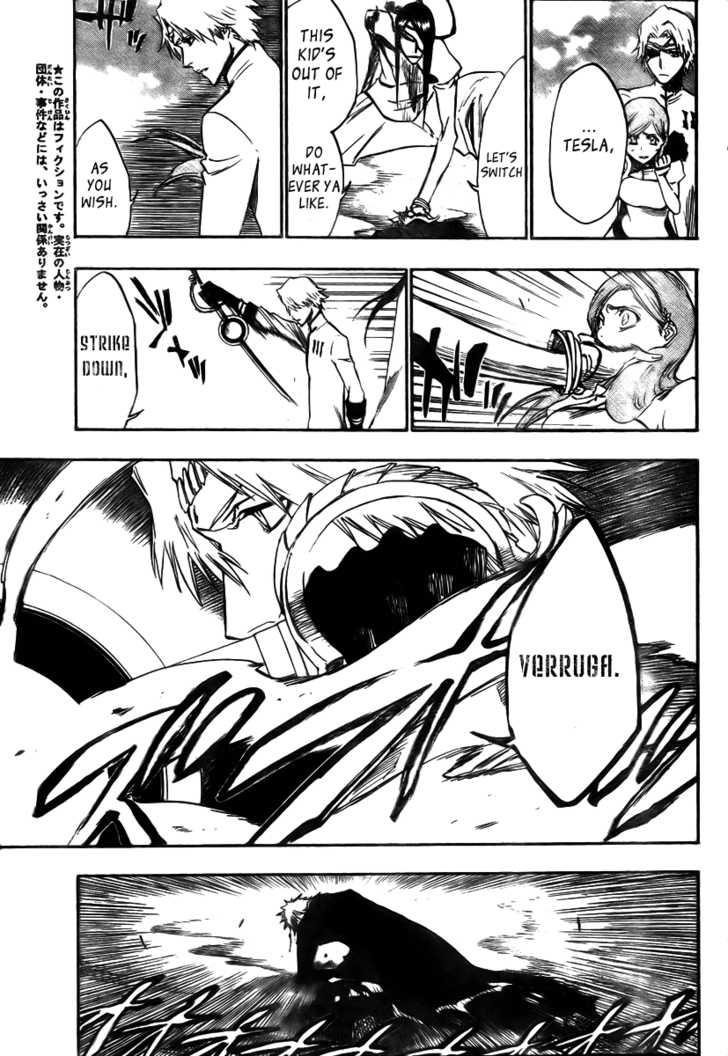 ...
TESLA,
LET'S
SWITCH
THIS
KID'S
OUT OF
IT,
DO
WHAT-
EVER YA
LIKE.
AS
YOU
WISH.
★この作品はフィクションです。実在の人物・
団体・事件などには、いっさい関係ありません。
STRIKE
DOWN,
VERRUGA.